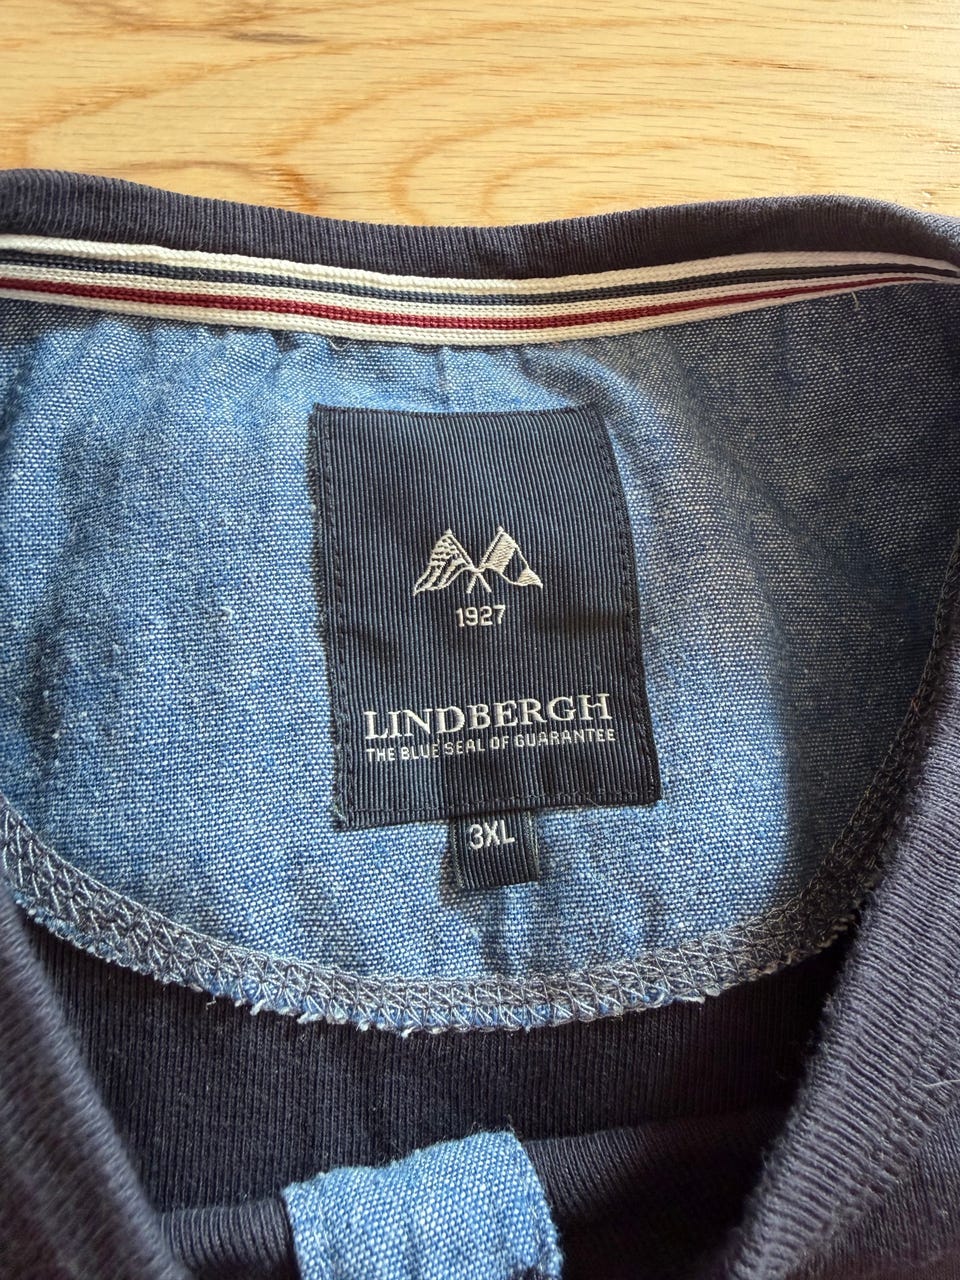 1927
LINDBERGH
THE BLUE SEAL OF GUARANTEE
3XL